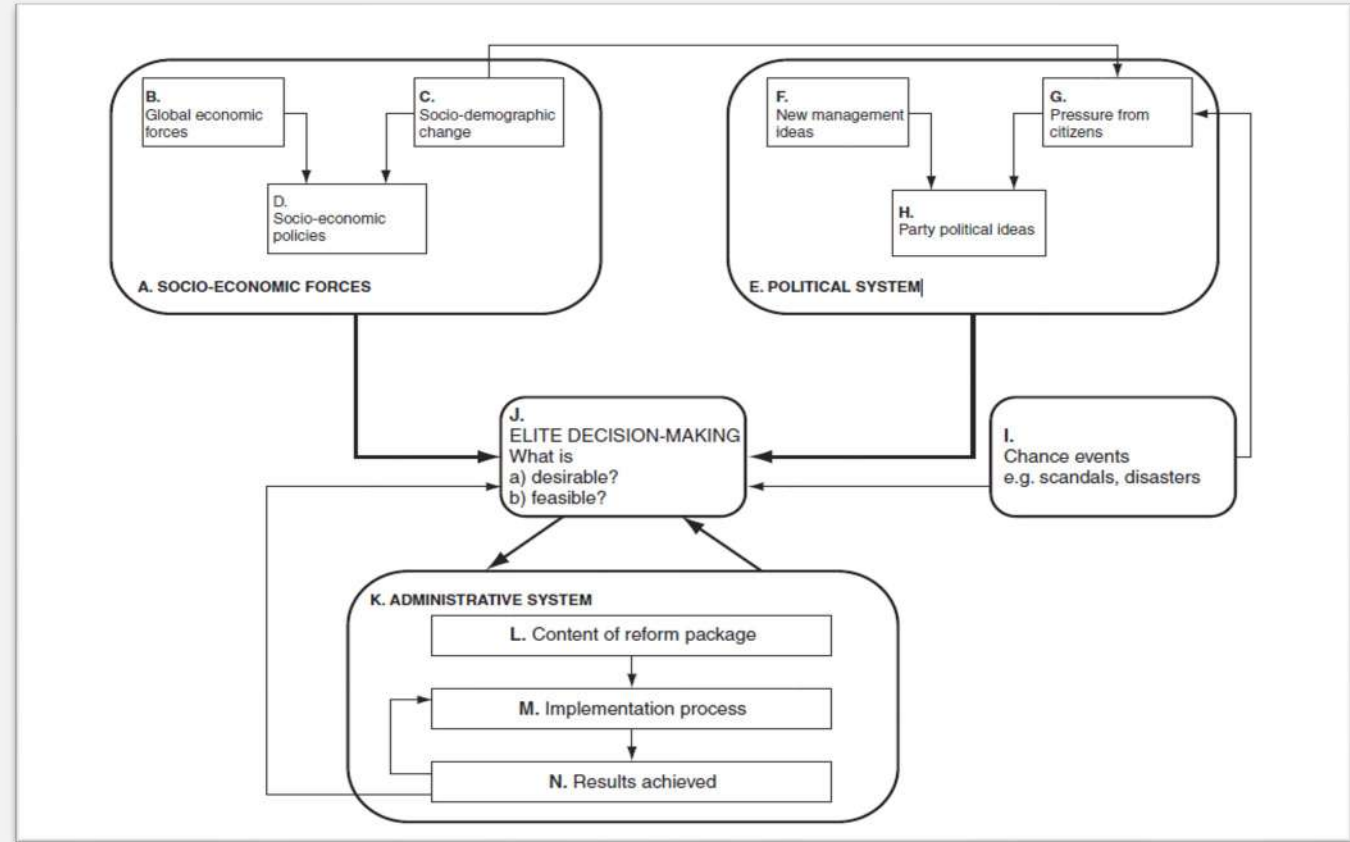 B.
Global economic
forces
C.
Socio-demographic
change
D.
Socio-economic
policies
A. SOCIO-ECONOMIC FORCES
F.
New management
ideas
G.
Pressure from
citizens
H.
Party political ideas
E. POLITICAL SYSTEM
J.
ELITE DECISION-MAKING
What is
a) desirable?
b) feasible?
I.
Chance events
e.g. scandals, disasters
K. ADMINISTRATIVE SYSTEM
L. Content of reform package
M. Implementation process
N. Results achieved